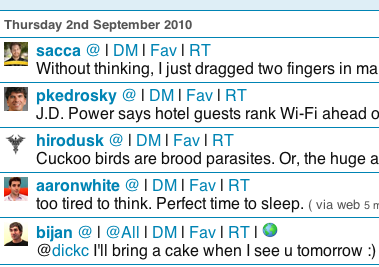 Thursday 2nd September 2010
sacca @ | DM | Fav | RT
Without thinking, I just dragged two fingers in ma
pkedrosky @ | DM | Fav | RT
J.D. Power says hotel guests rank Wi-Fi ahead o
hirodusk @ | DM | Fav | RT
Cuckoo birds are brood parasites. Or, the huge a
aaronwhite @ | DM | Fav | RT
too tired to think. Perfect time to sleep. ( via web 5 m
bijan @ | @All | DM | Fav | RT |
@dickc I'll bring a cake when I see u tomorrow :)